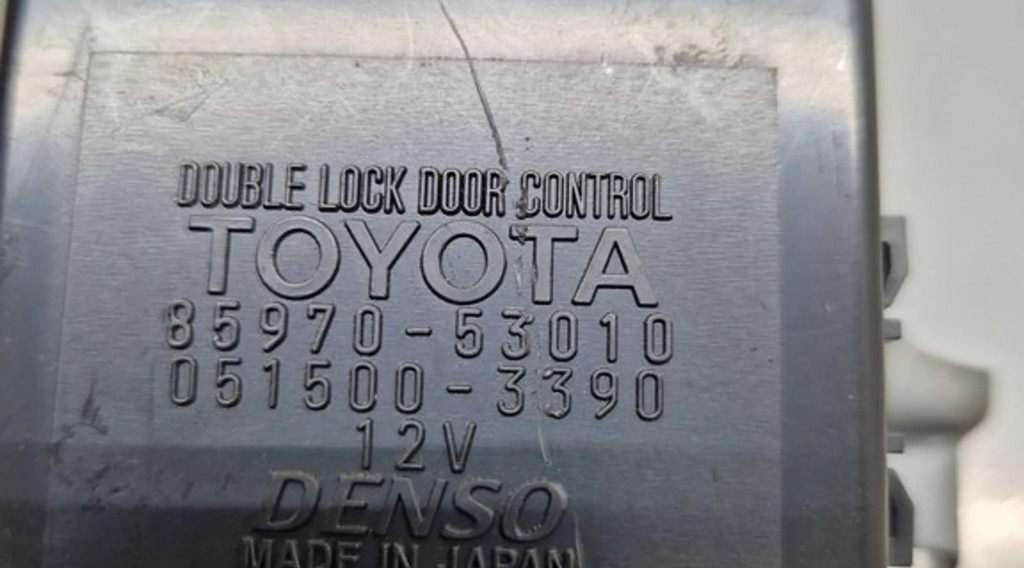 DOUBLE LOCK DOOR CONTROL
TOYOTA
85970-53010
051500-3390
12V
DENSO
MADE IN JAPAN